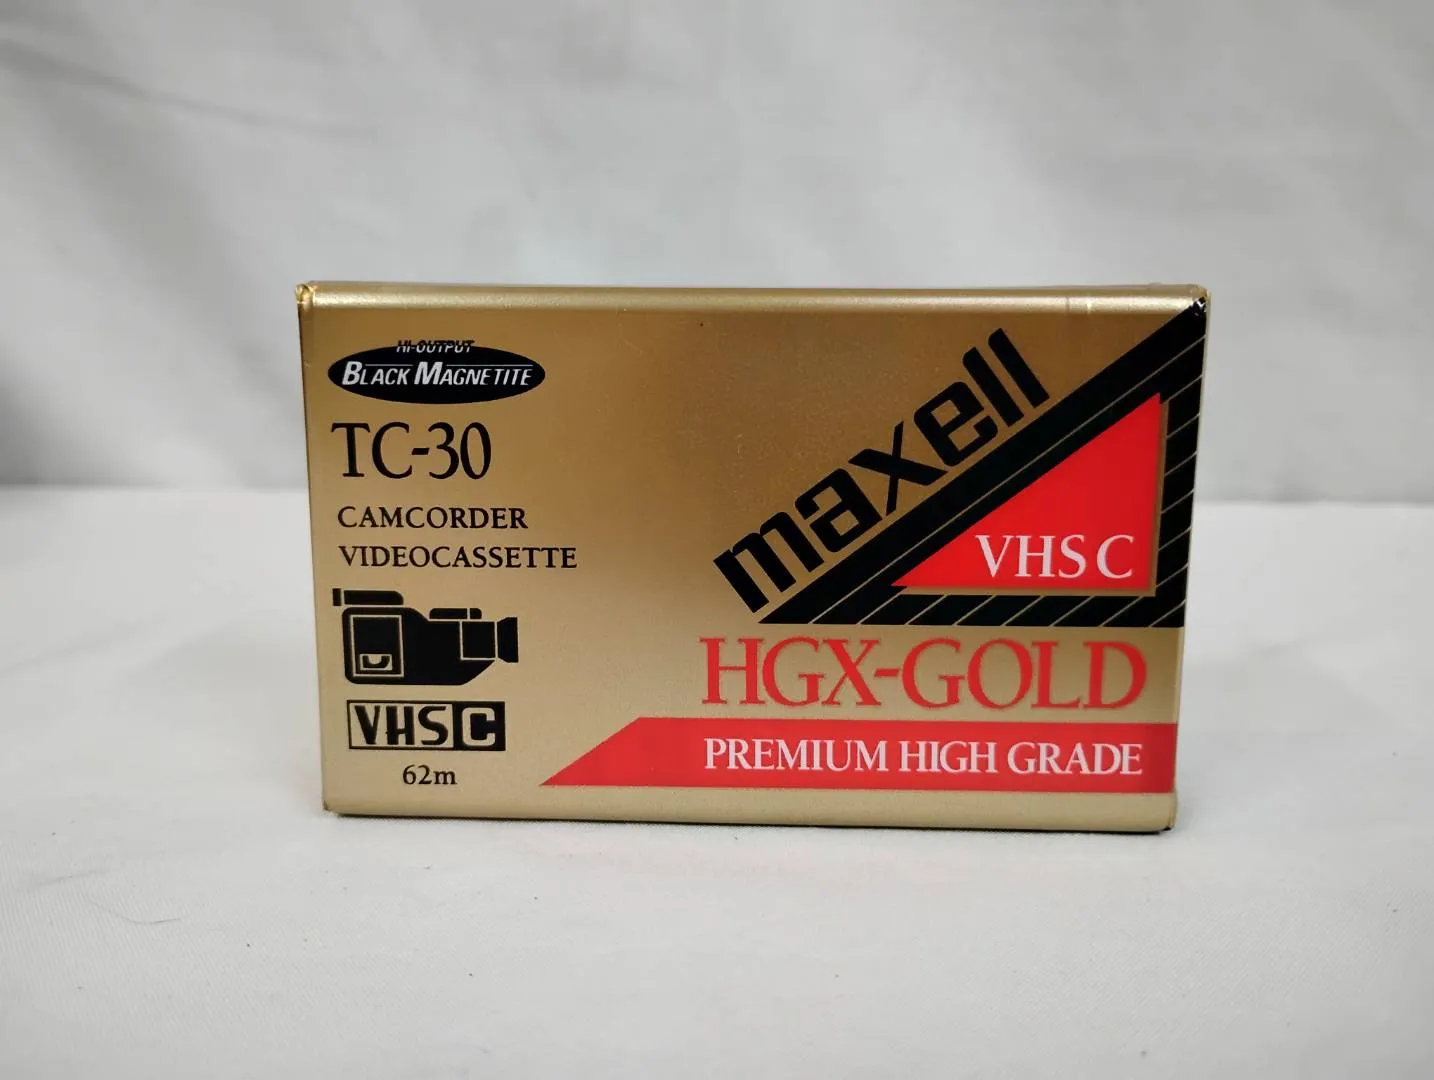 HI-OUTPUT
BLACK MAGNETITE
TC-30
CAMCORDER
VIDEOCASSETTE
VHS C
62m
maxell
VHS C
HGX-GOLD
PREMIUM HIGH GRADE